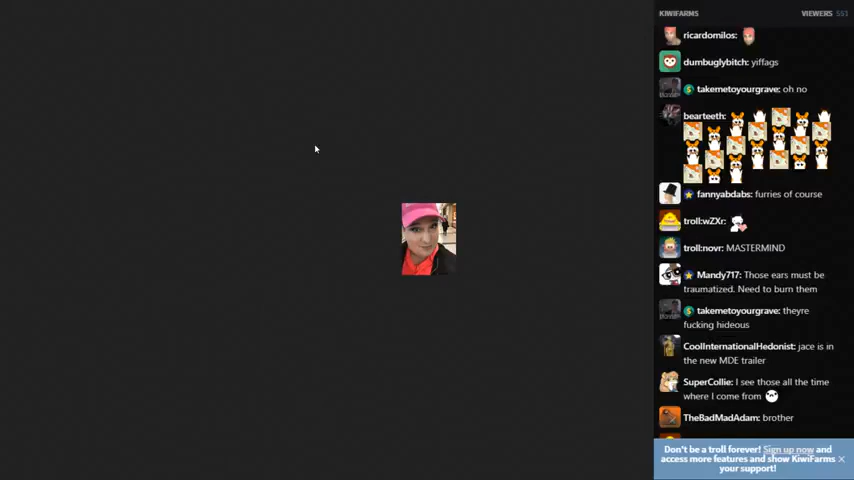 KIWIFARMS VIEWERS 551
ricardomilos:
dumbuglybitch: yiffags
takemetoyourgrave: oh no
bearteeth:
fannyabdabs: furries of course
troll:wZXr:
troll:novr: MASTERMIND
Mandy717: Those ears must be
traumatized. Need to burn them
takemetoyourgrave: theyre
fucking hideous
CoolInternationalHedonist: jace is in
the new MDE trailer
SuperCollie: I see those all the time
where I come from
TheBadMadAdam: brother
Don't be a troll forever! Sign up now and
access more features and show KiwiFarms
your support!